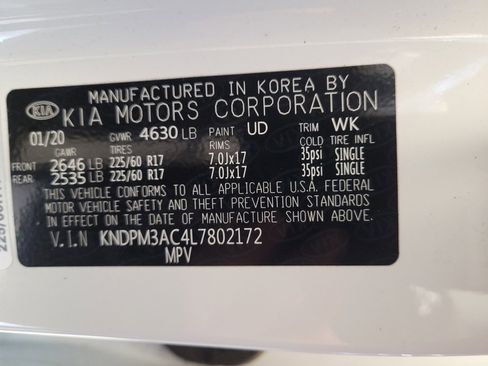 MANUFACTURED IN KOREA BY
KIA KIA MOTORS CORPORATION
01/20 GVWR 4630 LB PAINT UD TRIM WK
GAWR TIRES RIMS COLD TIRE INFL
FRONT 2646 LB 225/60 R17 7.0Jx17 35psi SINGLE
REAR 2535 LB 225/60 R17 7.0Jx17 35psi SINGLE
THIS VEHICLE CONFORMS TO ALL APPLICABLE U.S.A. FEDERAL
MOTOR VEHICLE SAFETY AND THEFT PREVENTION STANDARDS
IN EFFECT ON THE DATE OF MANUFACTURE SHOWN ABOVE
V.I.N KNDPM3AC4L7802172
MPV